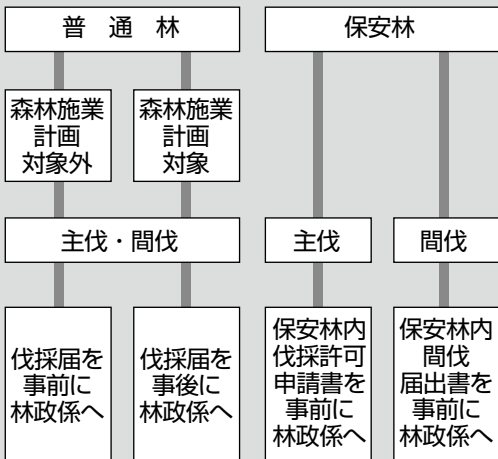 普 通 林
保安林
森林施業
計画
対象外
森林施業
計画
対象
主伐・間伐
主伐
間伐
伐採届を
事前に
林政係へ
伐採届を
事後に
林政係へ
保安林内
伐採許可
申請書を
事前に
林政係へ
保安林内
間伐
届出書を
事前に
林政係へ